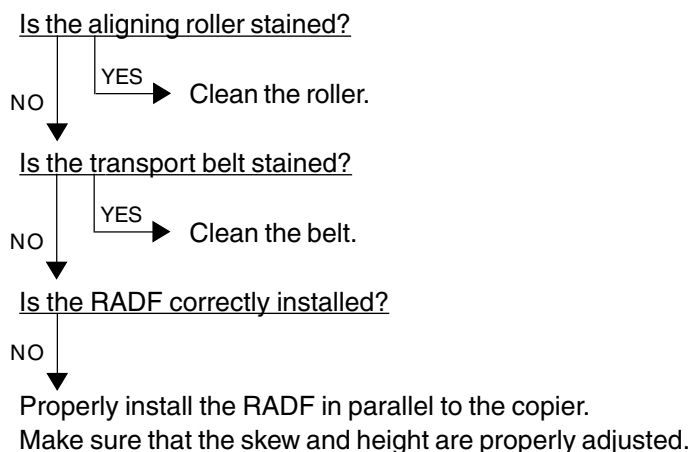 Is the aligning roller stained?
YES
NO
Clean the roller.
Is the transport belt stained?
YES
NO
Clean the belt.
Is the RADF correctly installed?
NO
Properly install the RADF in parallel to the copier.
Make sure that the skew and height are properly adjusted.